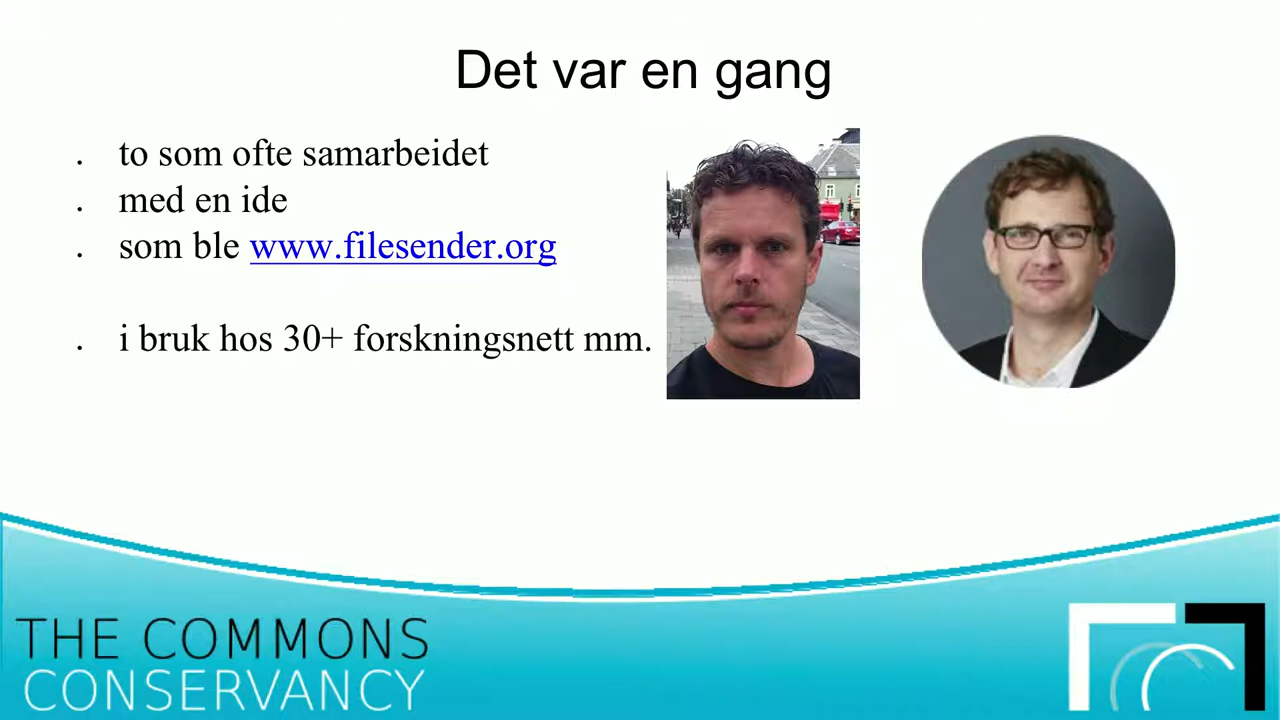 Det var en gang
. to som ofte samarbeidet
. med en ide
. som ble www.filesender.org
. i bruk hos 30+ forskningsnett mm.
THE COMMONS
CONSERVANCY